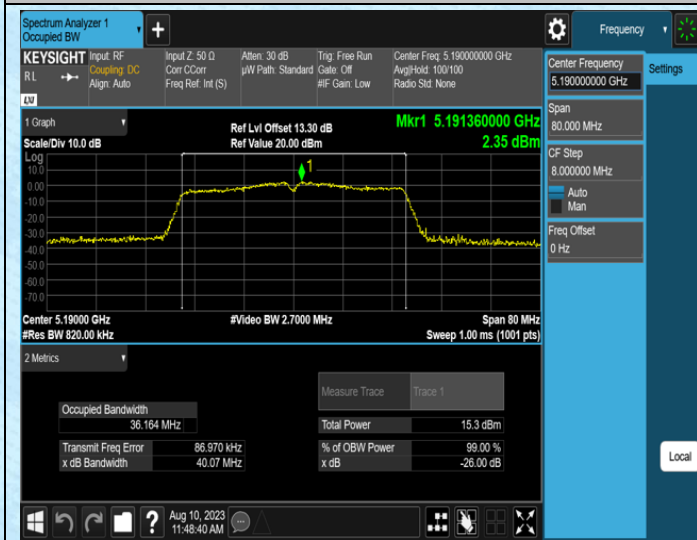 Spectrum Analyzer 1
Occupied BW
+
Frequency
KEYSIGHT
R L
LXI
Input: RF
Coupling: DC
Align: Auto
Input Z: 50 Ω
Corr CCorr
Freq Ref: Int (S)
Atten: 30 dB
µW Path: Standard
Trig: Free Run
Gate: Off
#IF Gain: Low
Center Freq: 5.190000000 GHz
Avg|Hold: 100/100
Radio Std: None
Center Frequency
5.190000000 GHz
Settings
Span
80.000 MHz
CF Step
8.000000 MHz
Auto
Man
Freq Offset
0 Hz
Local
1 Graph
Scale/Div 10.0 dB
Ref Lvl Offset 13.30 dB
Ref Value 20.00 dBm
Mkr1 5.191360000 GHz
2.35 dBm
Log
10.0
0.00
-10.0
-20.0
-30.0
-40.0
-50.0
-60.0
-70.0
1
Center 5.19000 GHz
#Video BW 2.7000 MHz
Span 80 MHz
#Res BW 820.00 kHz
Sweep 1.00 ms (1001 pts)
2 Metrics
Measure Trace
Trace 1
Occupied Bandwidth
36.164 MHz
Total Power
15.3 dBm
Transmit Freq Error
86.970 kHz
% of OBW Power
99.00 %
x dB Bandwidth
40.07 MHz
x dB
-26.00 dB
?
Aug 10, 2023
11:48:40 AM